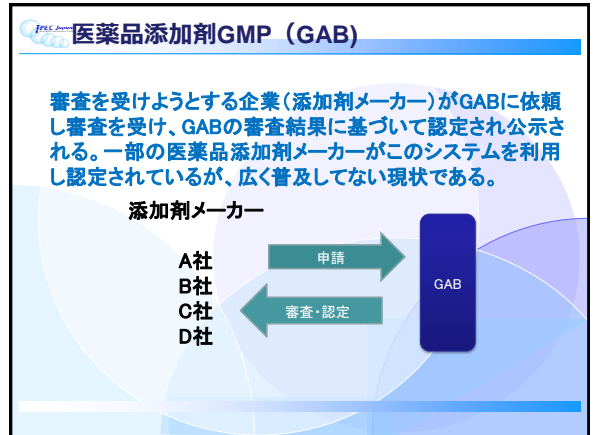 IPEC Japan
医薬品添加剤GMP（GAB)
審査を受けようとする企業（添加剤メーカー）がGABに依頼
し審査を受け、GABの審査結果に基づいて認定され公示さ
れる。一部の医薬品添加剤メーカーがこのシステムを利用
し認定されているが、広く普及してない現状である。
添加剤メーカー
A社
B社
C社
D社
申請
審査・認定
GAB